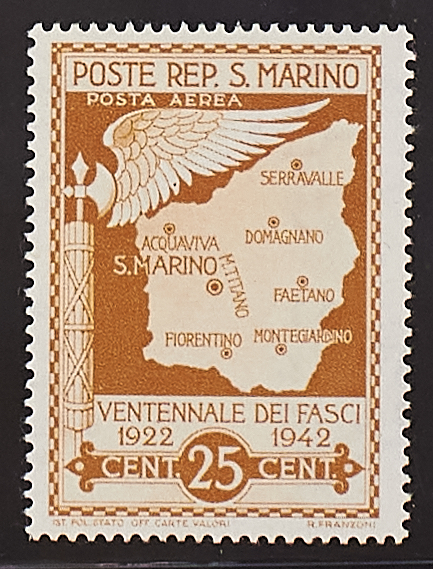 POSTE REP. S. MARINO
POSTA AEREA
SERRAVALLE
ACQUAVIVA
DOMAGNANO
S. MARINO
M. TITANO
FAETANO
FIORENTINO
MONTEGIARDINO
VENTENNALE DEI FASCI
1922 1942
CENT. 25 CENT.
IST. POL. STATO OFF. CARTE VALORI R. FRANZONI